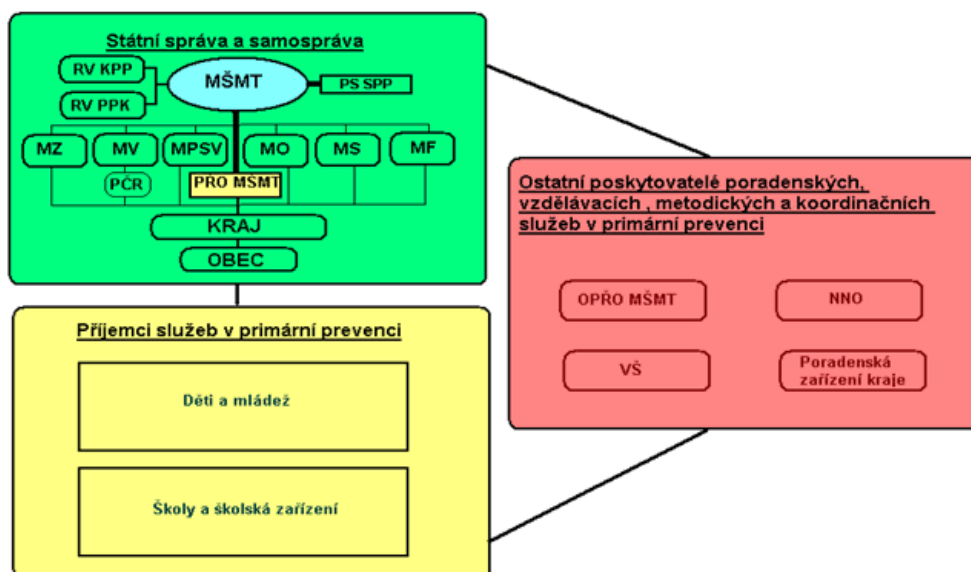 Státní správa a samospráva
RV KPP
MŠMT
PS SPP
RV PPK
MZ
MV
MPSV
MO
MS
MF
PČR
PŘO MŠMT
KRAJ
OBEC
Ostatní poskytovatelé poradenských,
vzdělávacích , metodických a koordinačních
služeb v primární prevenci
OPŘO MŠMT
NNO
VŠ
Poradenská
zařízení kraje
Příjemci služeb v primární prevenci
Děti a mládež
Školy a školská zařízení